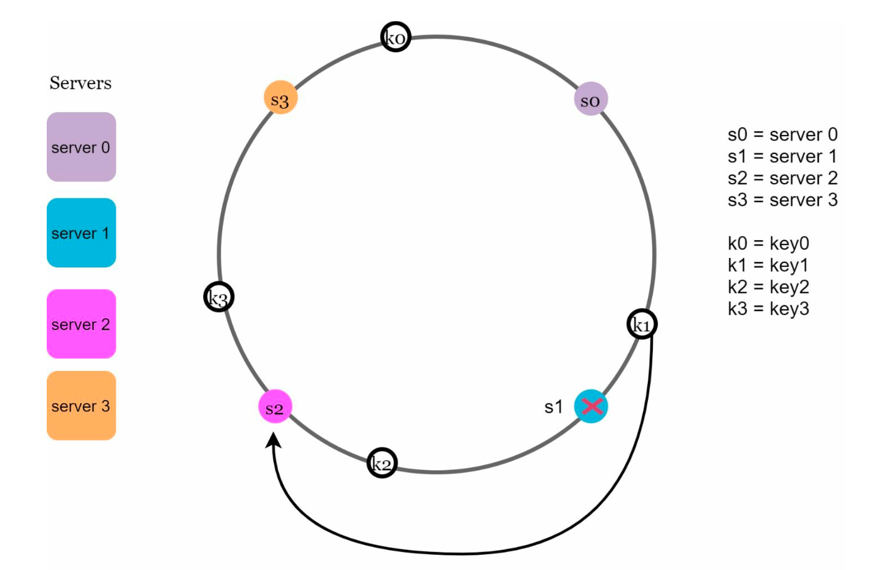 Servers
server 0
server 1
server 2
server 3
k0
s3
s0
k3
k1
s2
s1
k2
s0 = server 0
s1 = server 1
s2 = server 2
s3 = server 3
k0 = key0
k1 = key1
k2 = key2
k3 = key3